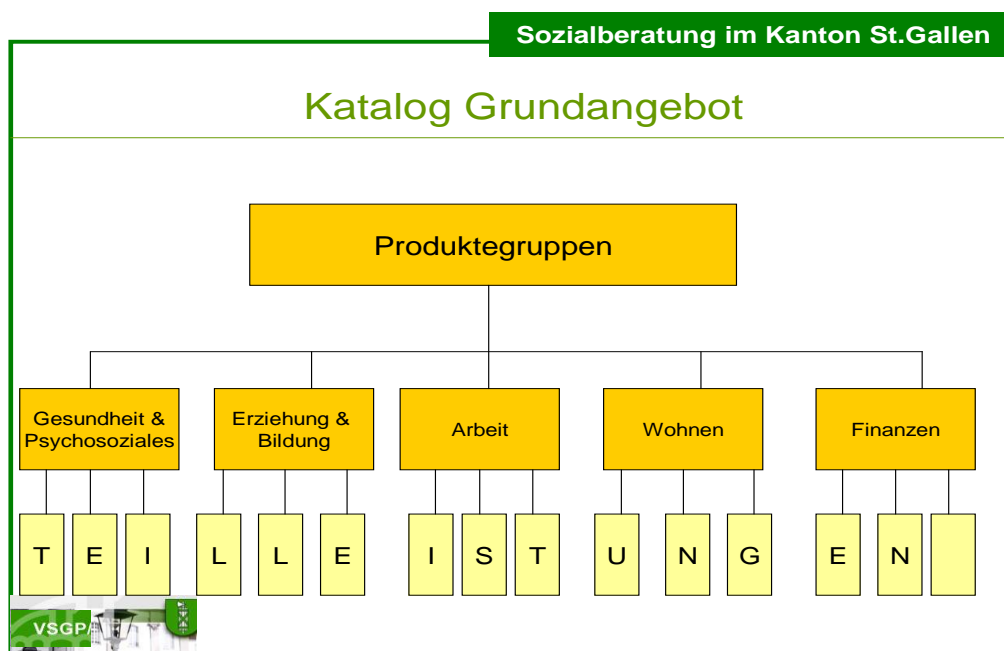 Sozialberatung im Kanton St.Gallen
Katalog Grundangebot
Produktegruppen
Gesundheit &
Psychosoziales
Erziehung &
Bildung
Arbeit
Wohnen
Finanzen
T E I L L E I S T U N G E N
VSGP